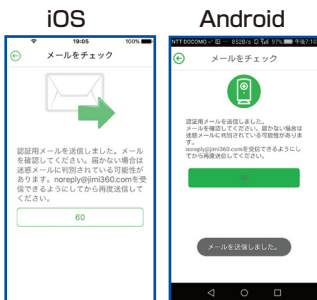 iOS
Android
19:05
100%
メールをチェック
認証用メールを送信しました。メール
を確認してください。届かない場合は
迷惑メールに判別されている可能性が
あります。noreply@jimi360.comを受
信できるようにしてから再度送信して
ください。
60
NTT DOCOMO
852B/s
97%
午後7:10
メールをチェック
認証用メールを送信しました。
メールを確認してください。届かない場合は
迷惑メールに判別されている可能性がありま
す。
noreply@jimi360.comを受信できるようにし
てから再度送信してください。
メールを送信しました。